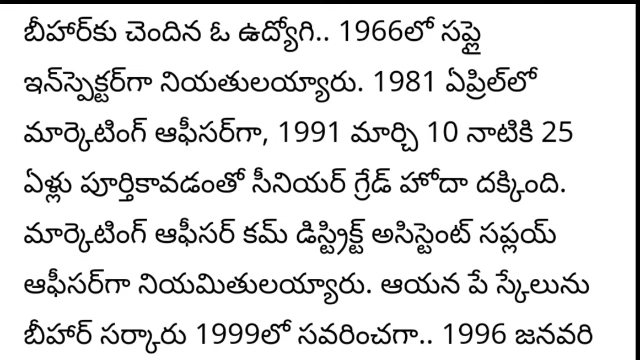 బీహార్‌కు చెందిన ఓ ఉద్యోగి.. 1966లో సప్లై
ఇన్‌స్పెక్టర్‌గా నియతులయ్యారు. 1981 ఏప్రిల్‌లో
మార్కెటింగ్ ఆఫీసర్‌గా, 1991 మార్చి 10 నాటికి 25
ఏళ్లు పూర్తికావడంతో సీనియర్ గ్రేడ్ హోదా దక్కింది.
మార్కెటింగ్ ఆఫీసర్ కమ్ డిస్ట్రిక్ట్ అసిస్టెంట్ సప్లయ్
ఆఫీసర్‌గా నియమితులయ్యారు. ఆయన పే స్కేలును
బీహార్ సర్కారు 1999లో సవరించగా.. 1996 జనవరి